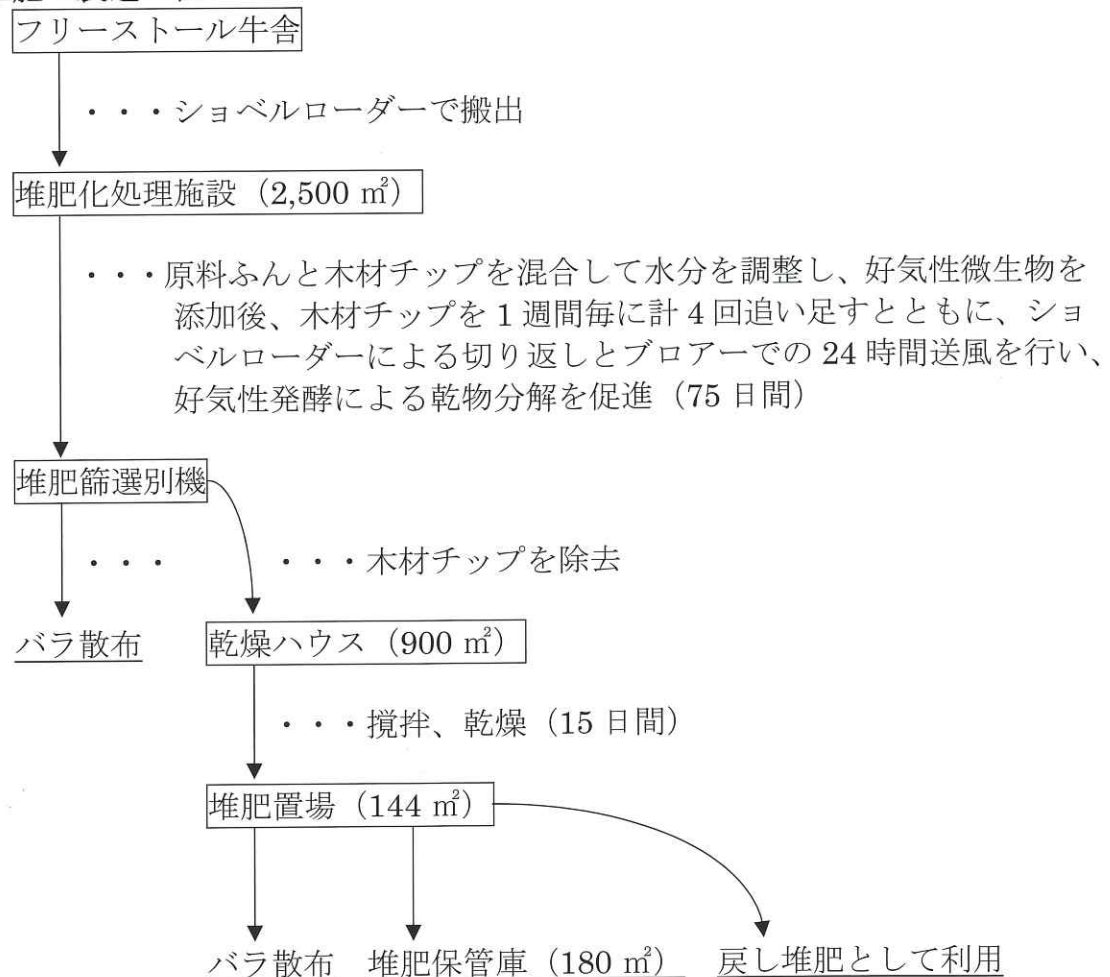 フリーストール牛舎
・・・ショベルローダーで搬出
堆肥化処理施設（2,500 ㎡）
・・・原料ふんと木材チップを混合して水分を調整し、好気性微生物を
添加後、木材チップを 1 週間毎に計 4 回追い足すとともに、ショ
ベルローダーによる切り返しとブロアーでの 24 時間送風を行い、
好気性発酵による乾物分解を促進（75 日間）
堆肥篩選別機
・・・
・・・木材チップを除去
バラ散布
乾燥ハウス（900 ㎡）
・・・撹拌、乾燥（15 日間）
堆肥置場（144 ㎡）
バラ散布
堆肥保管庫（180 ㎡）
戻し堆肥として利用